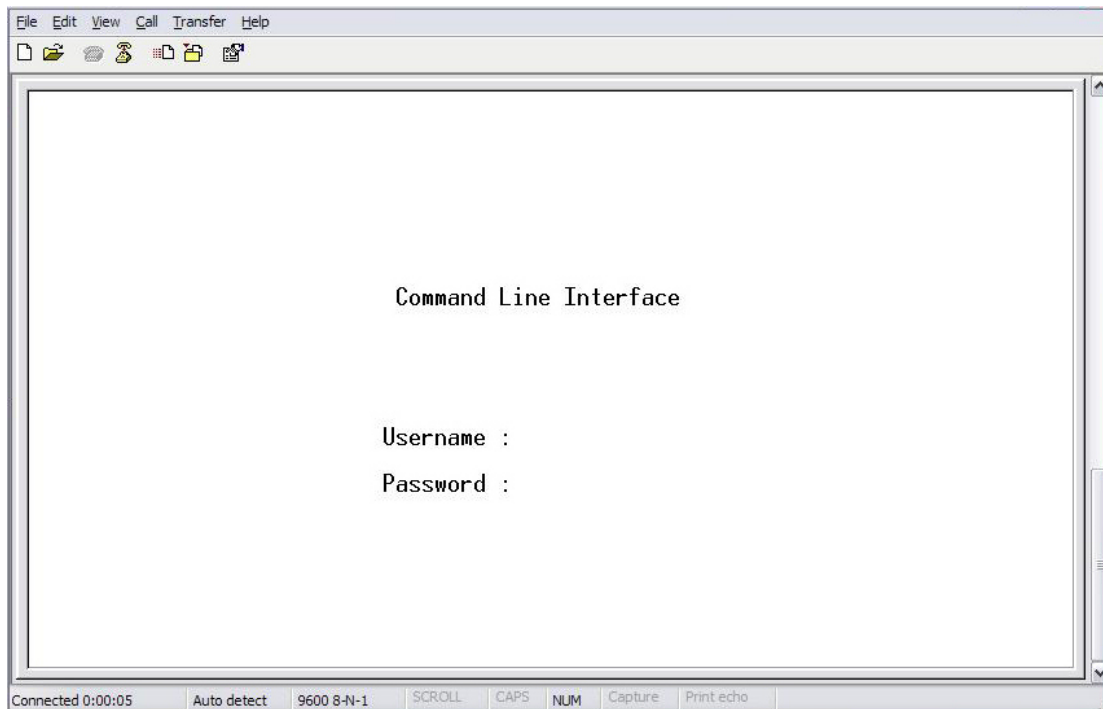 File Edit View Call Transfer Help
Command Line Interface
Username :
Password :
Connected 0:00:05 Auto detect 9600 8-N-1 SCROLL CAPS NUM Capture Print echo